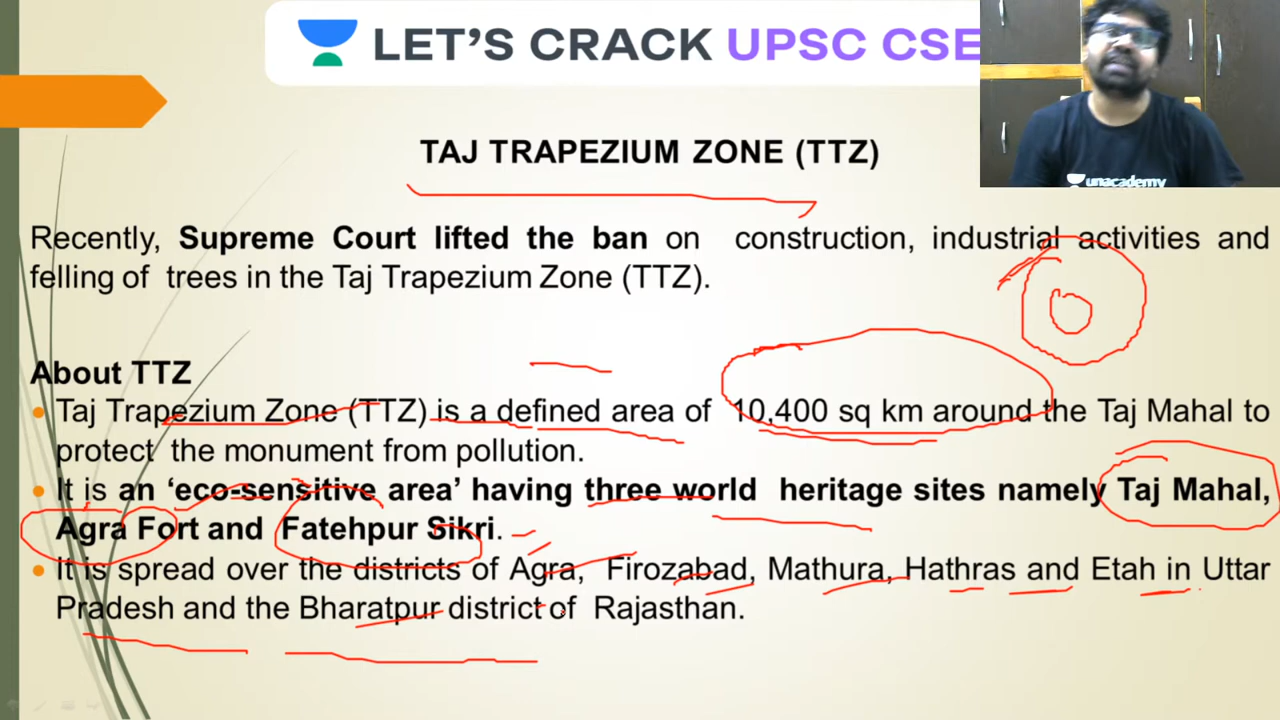 LET'S CRACK UPSC CSE
unacademy
TAJ TRAPEZIUM ZONE (TTZ)
Recently, Supreme Court lifted the ban on construction, industrial activities and
felling of trees in the Taj Trapezium Zone (TTZ).
About TTZ
• Taj Trapezium Zone (TTZ) is a defined area of 10,400 sq km around the Taj Mahal to
protect the monument from pollution.
• It is an ‘eco-sensitive area’ having three world heritage sites namely Taj Mahal,
Agra Fort and Fatehpur Sikri.
• It is spread over the districts of Agra, Firozabad, Mathura, Hathras and Etah in Uttar
Pradesh and the Bharatpur district of Rajasthan.